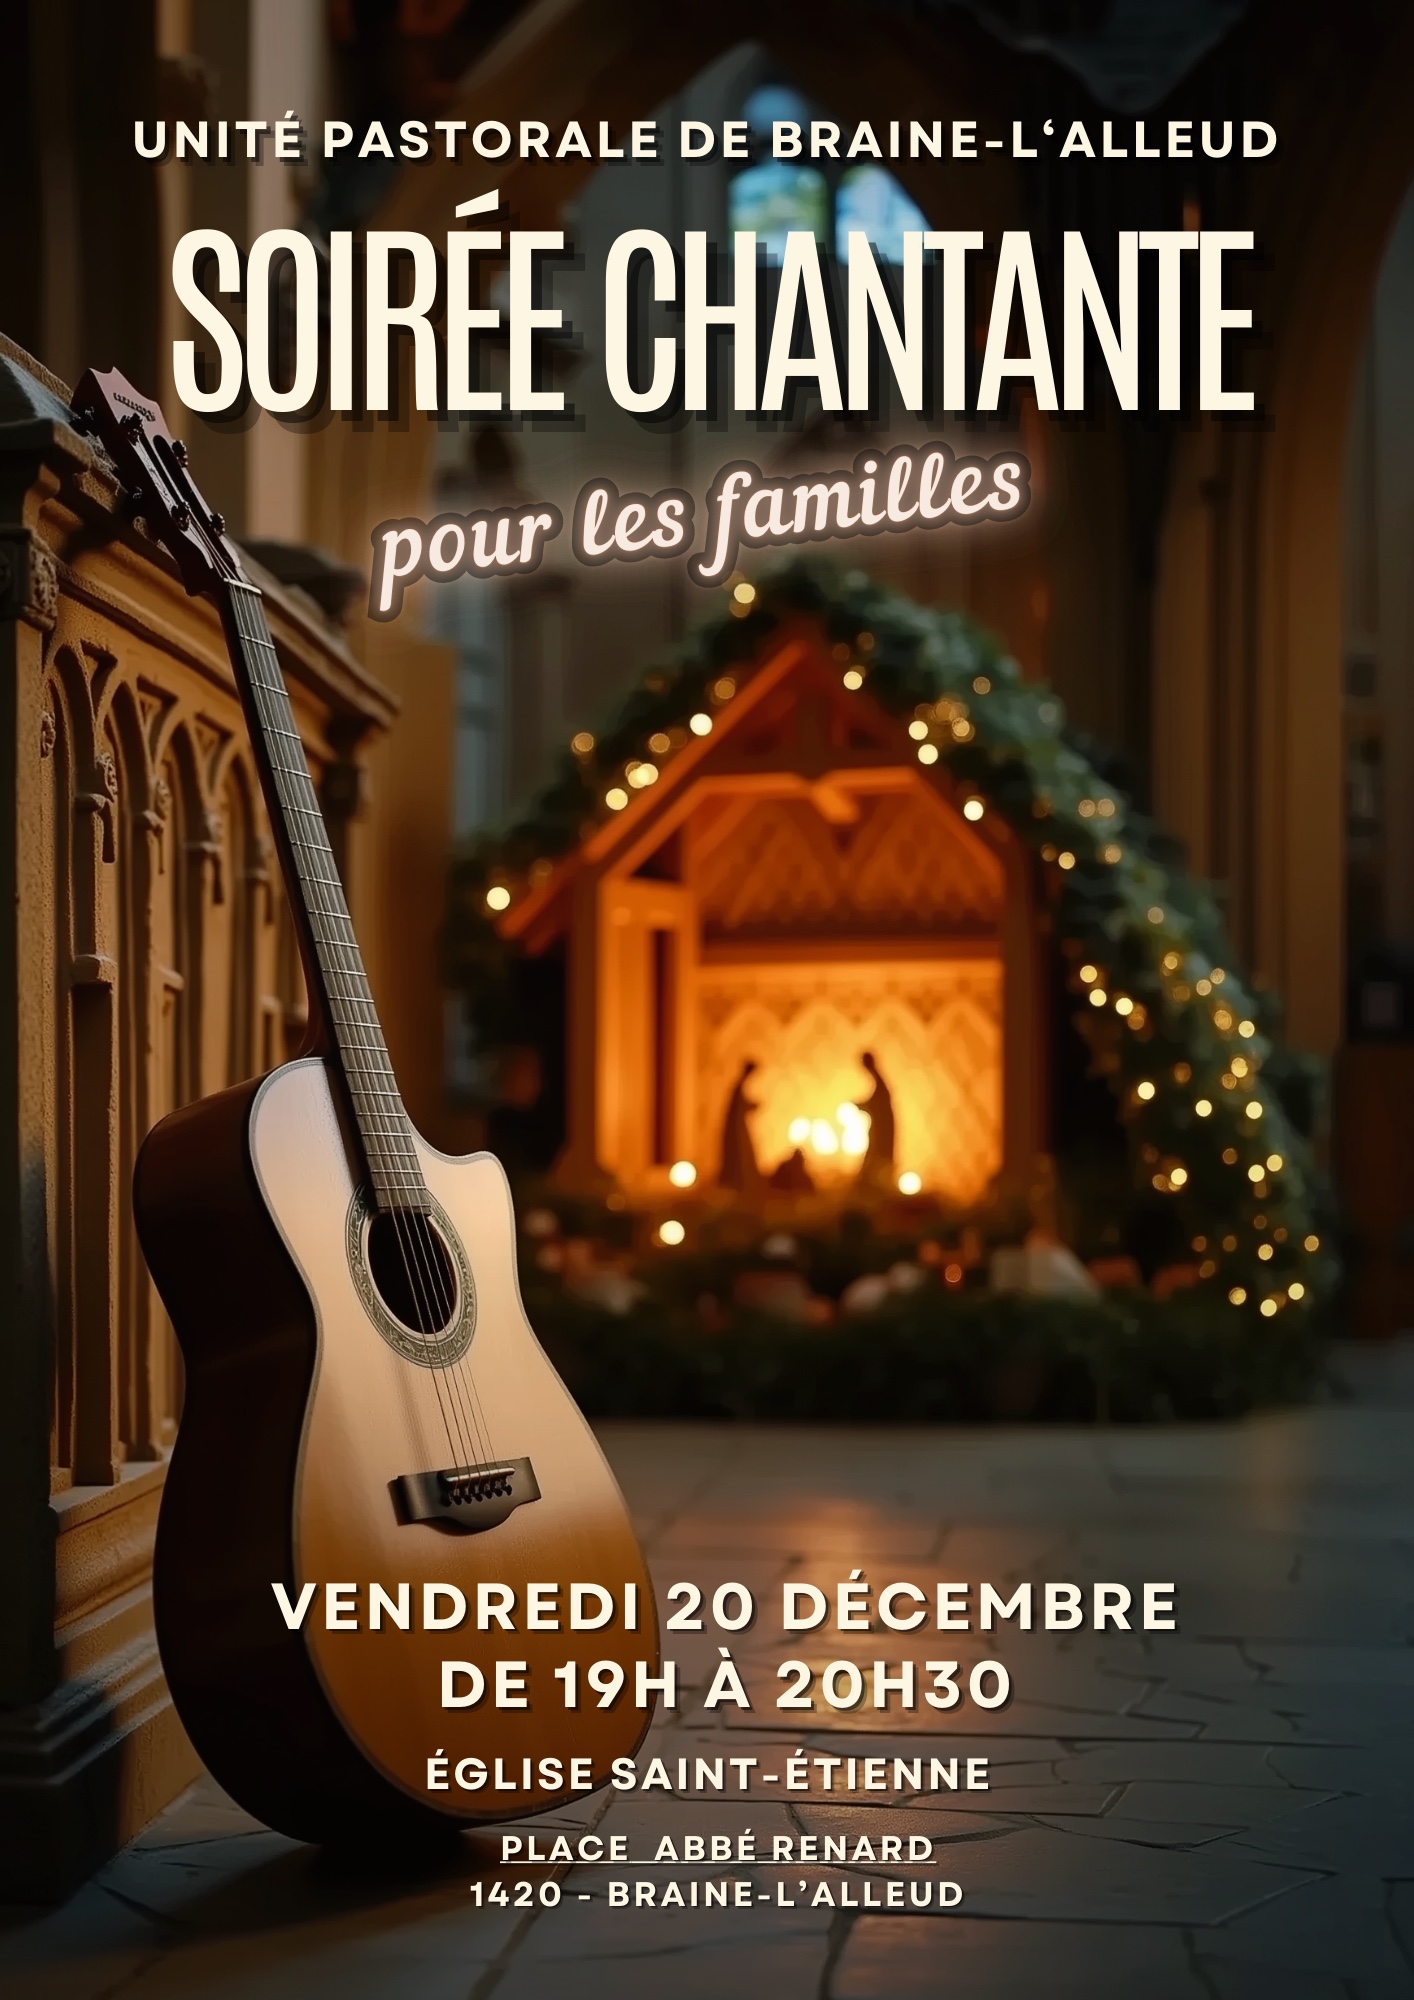 UNITÉ PASTORALE DE BRAINE-L‘ALLEUD
SOIRÉE CHANTANTE
pour les familles
VENDREDI 20 DÉCEMBRE
DE 19H À 20H30
ÉGLISE SAINT-ÉTIENNE
PLACE  ABBÉ RENARD
1420 - BRAINE-L’ALLEUD